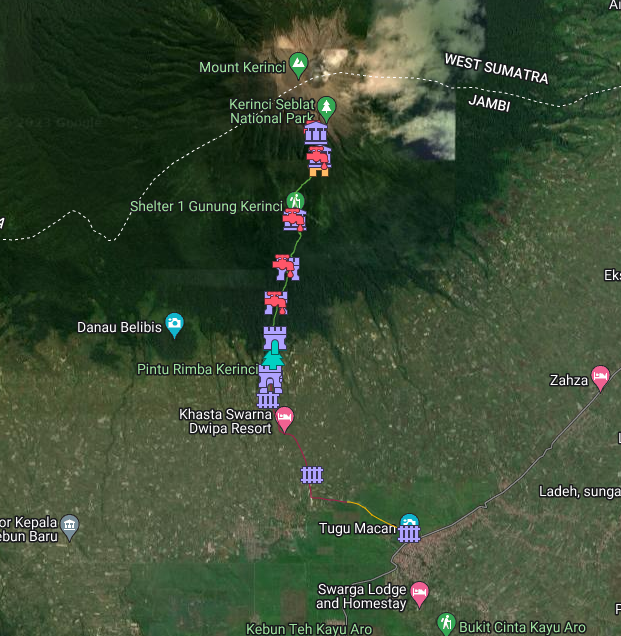 Mount Kerinci
WEST SUMATRA
Kerinci Seblat
National Park
JAMBI
Shelter 1 Gunung Kerinci
Danau Belibis
Pintu Rimba Kerinci
Zahza
Khasta Swarna
Dwipa Resort
Ladeh, sunga
or Kepala
ebun Baru
Tugu Macan
Swarga Lodge
and Homestay
Kebun Teh Kayu Aro
Bukit Cinta Kayu Aro
Eks
Ai